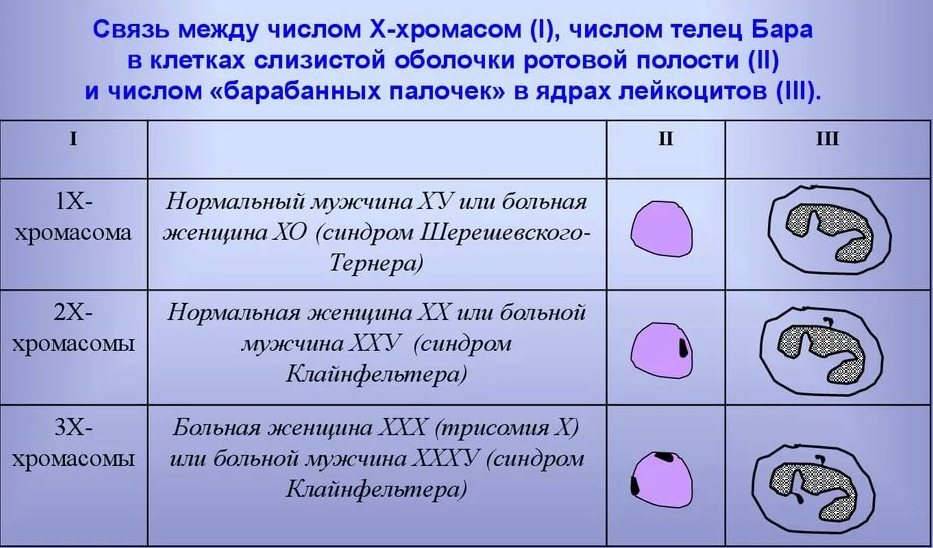 Связь между числом Х-хромасом (I), числом телец Бара
в клетках слизистой оболочки ротовой полости (II)
и числом «барабанных палочек» в ядрах лейкоцитов (III).
I
II
III
1Х-
хромасома
Нормальный мужчина ХУ или больная
женщина ХО (синдром Шерешевского-
Тернера)
2Х-
хромасомы
Нормальная женщина ХХ или больной
мужчина ХХУ (синдром
Клайнфельтера)
3Х-
хромасомы
Больная женщина ХХХ (трисомия Х)
или больной мужчина ХХХУ (синдром
Клайнфельтера)